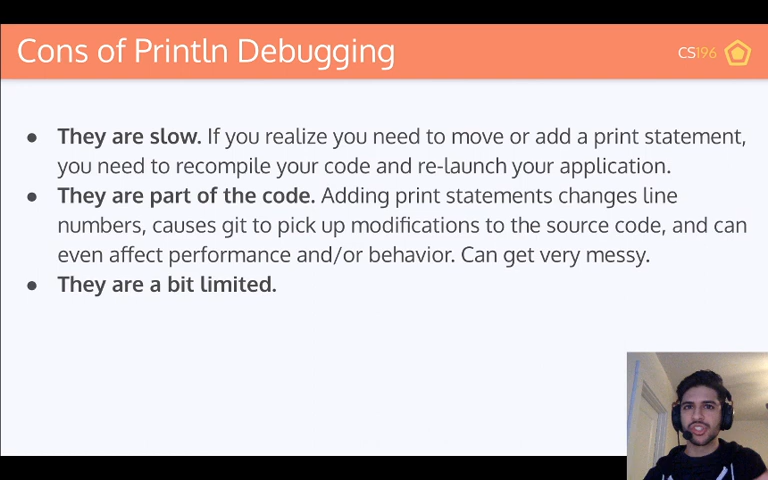 Cons of Println Debugging
CS196
● They are slow. If you realize you need to move or add a print statement,
you need to recompile your code and re-launch your application.
● They are part of the code. Adding print statements changes line
numbers, causes git to pick up modifications to the source code, and can
even affect performance and/or behavior. Can get very messy.
● They are a bit limited.